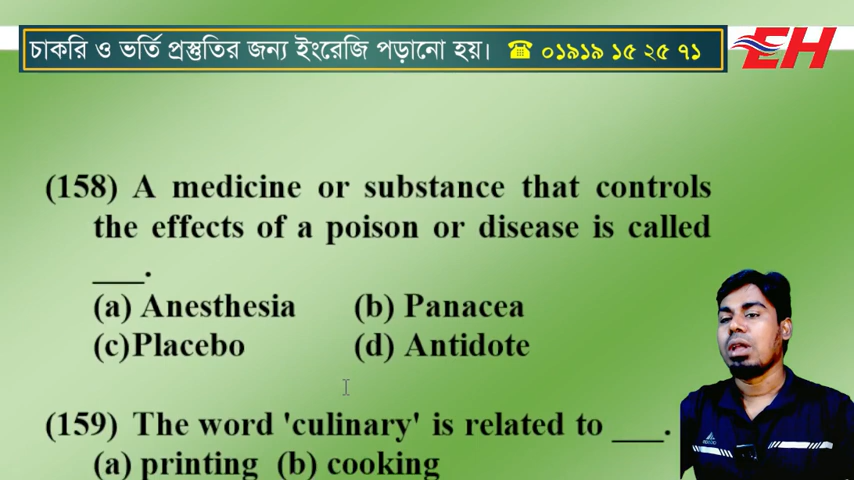 চাকরি ও ভর্তি প্রস্তুতির জন্য ইংরেজি পড়ানো হয়। ☎ ০১৯১৯ ১৫ ২৫ ৭১
EH
(158) A medicine or substance that controls
the effects of a poison or disease is called
___.
(a) Anesthesia (b) Panacea
(c)Placebo (d) Antidote
(159) The word 'culinary' is related to ___.
(a) printing (b) cooking